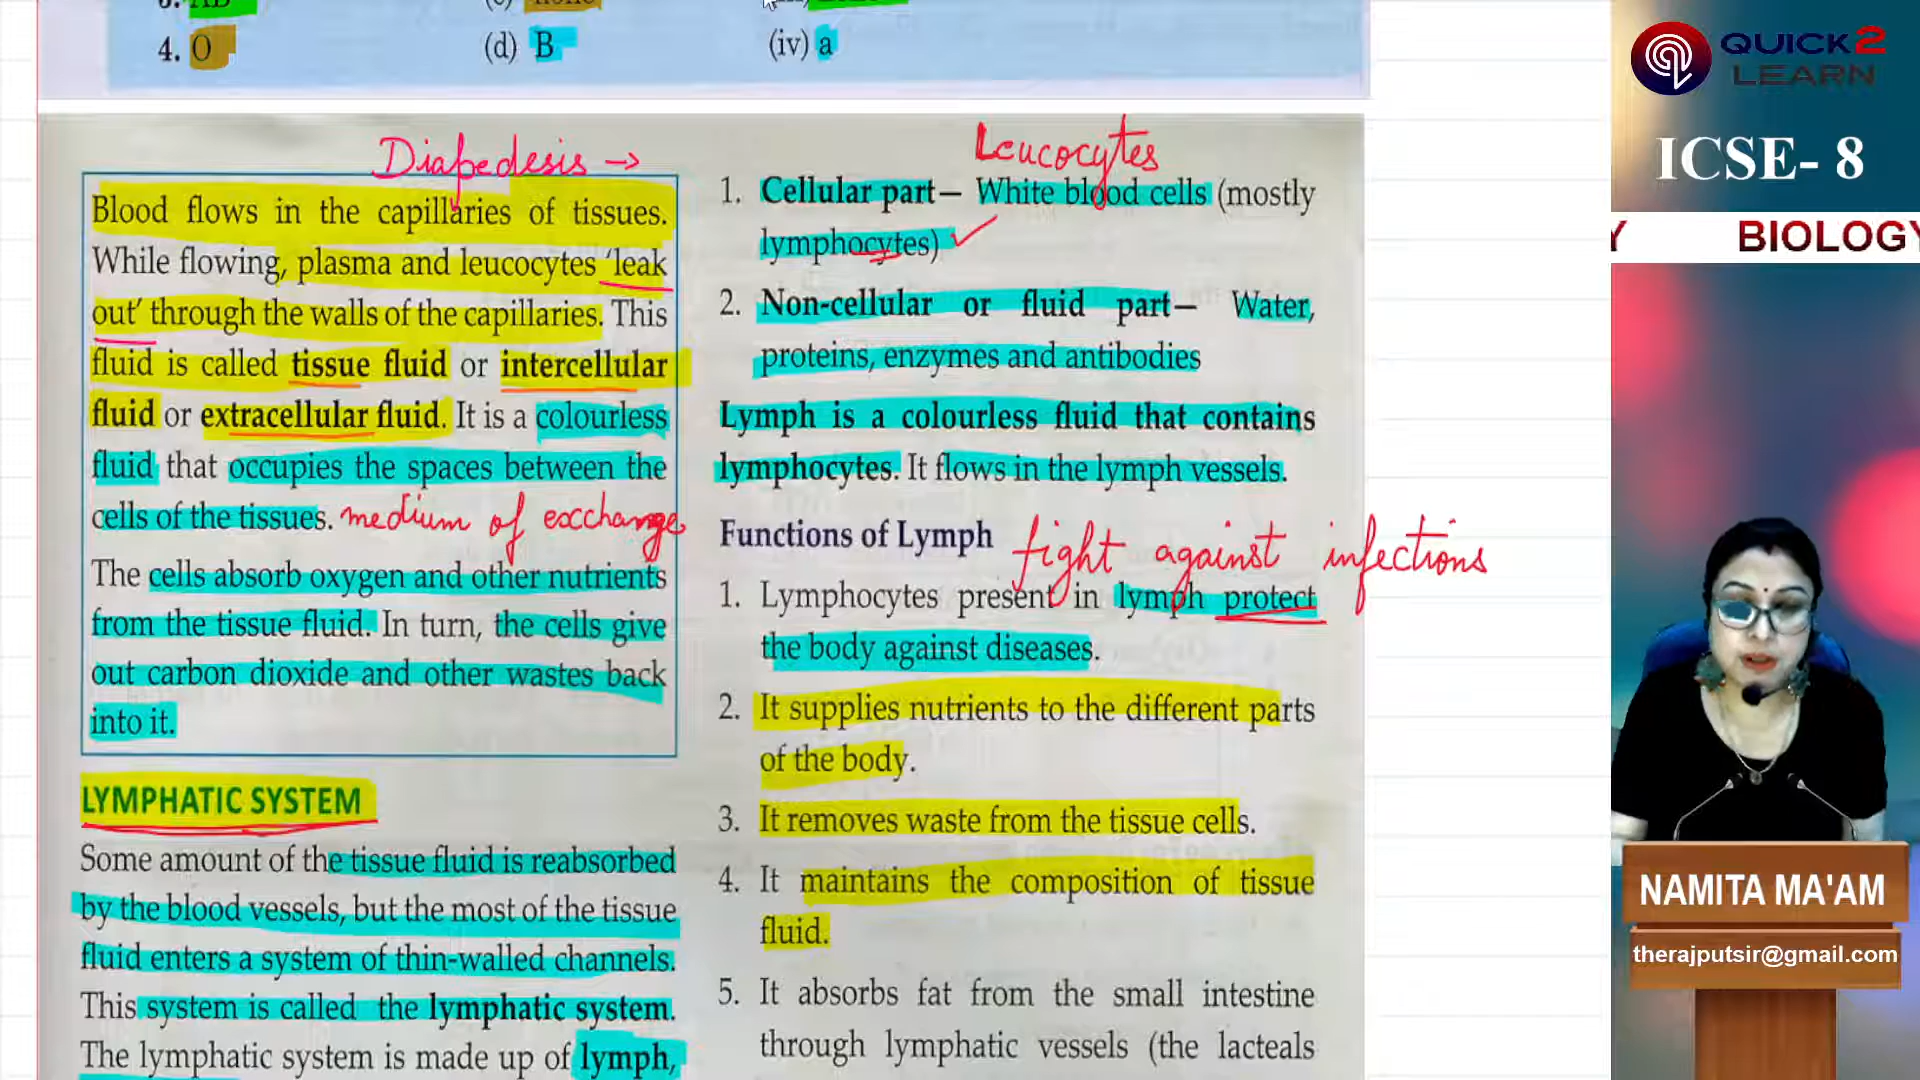 4. O (d) B (iv) a
Diapedesis →
Blood flows in the capillaries of tissues.
While flowing, plasma and leucocytes ‘leak
out’ through the walls of the capillaries. This
fluid is called tissue fluid or intercellular
fluid or extracellular fluid. It is a colourless
fluid that occupies the spaces between the
cells of the tissues. medium of excchange
The cells absorb oxygen and other nutrients
from the tissue fluid. In turn, the cells give
out carbon dioxide and other wastes back
into it.
LYMPHATIC SYSTEM
Some amount of the tissue fluid is reabsorbed
by the blood vessels, but the most of the tissue
fluid enters a system of thin-walled channels.
This system is called the lymphatic system.
The lymphatic system is made up of lymph,
Leucocytes
1. Cellular part— White blood cells (mostly
lymphocytes)
2. Non-cellular or fluid part— Water,
proteins, enzymes and antibodies
Lymph is a colourless fluid that contains
lymphocytes. It flows in the lymph vessels.
Functions of Lymph
fight against infections
1. Lymphocytes present in lymph protect
the body against diseases.
2. It supplies nutrients to the different parts
of the body.
3. It removes waste from the tissue cells.
4. It maintains the composition of tissue
fluid.
5. It absorbs fat from the small intestine
through lymphatic vessels (the lacteals
QUICK2
LEARN
ICSE- 8
Y BIOLOGY
NAMITA MA'AM
therajputsir@gmail.com